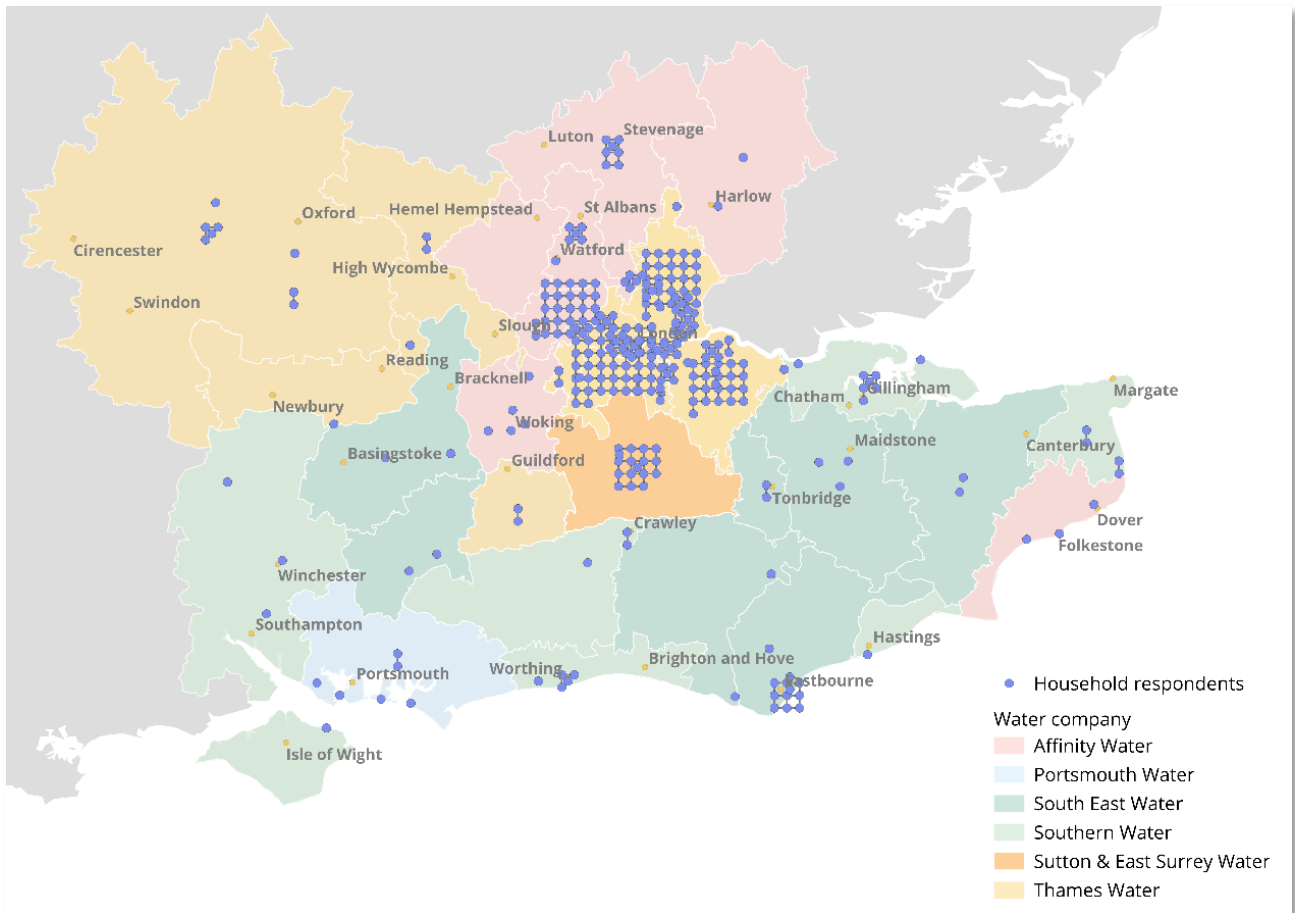 Luton
Stevenage
Harlow
Hemel Hempstead
St Albans
Oxford
Cirencester
Watford
High Wycombe
Swindon
Slough
London
Reading
Bracknell
Newbury
Chatham
Gillingham
Margate
Woking
Basingstoke
Guildford
Maidstone
Canterbury
Tonbridge
Crawley
Dover
Folkestone
Winchester
Southampton
Hastings
Portsmouth
Worthing
Brighton and Hove
Eastbourne
Isle of Wight
Household respondents
Water company
Affinity Water
Portsmouth Water
South East Water
Southern Water
Sutton & East Surrey Water
Thames Water